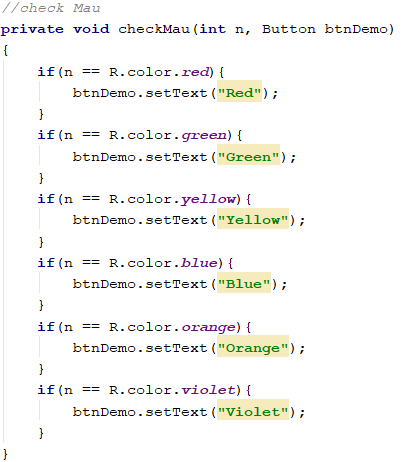 //check Mau
private void checkMau(int n, Button btnDemo)
{
    if(n == R.color.red){
        btnDemo.setText("Red");
    }
    if(n == R.color.green){
        btnDemo.setText("Green");
    }
    if(n == R.color.yellow){
        btnDemo.setText("Yellow");
    }
    if(n == R.color.blue){
        btnDemo.setText("Blue");
    }
    if(n == R.color.orange){
        btnDemo.setText("Orange");
    }
    if(n == R.color.violet){
        btnDemo.setText("Violet");
    }
}